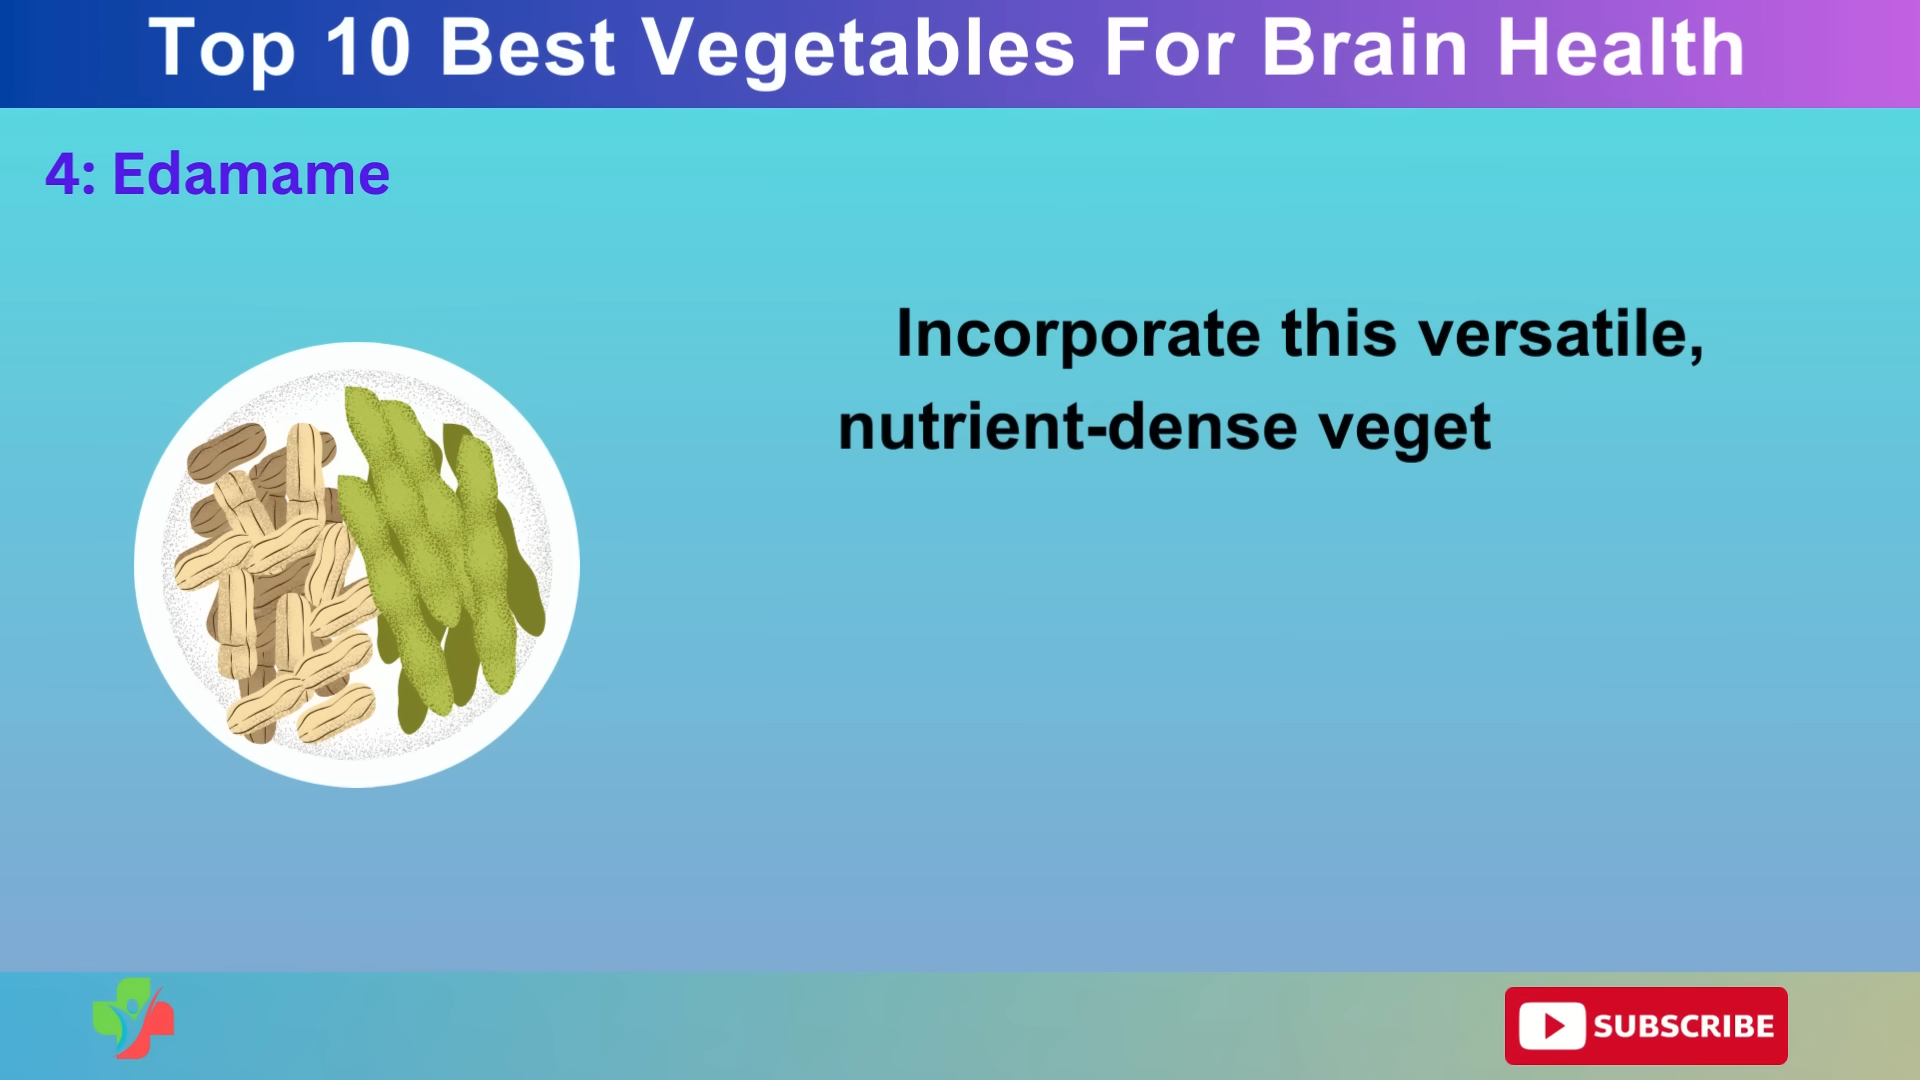 Top 10 Best Vegetables For Brain Health
4: Edamame
Incorporate this versatile,
nutrient-dense veget
SUBSCRIBE